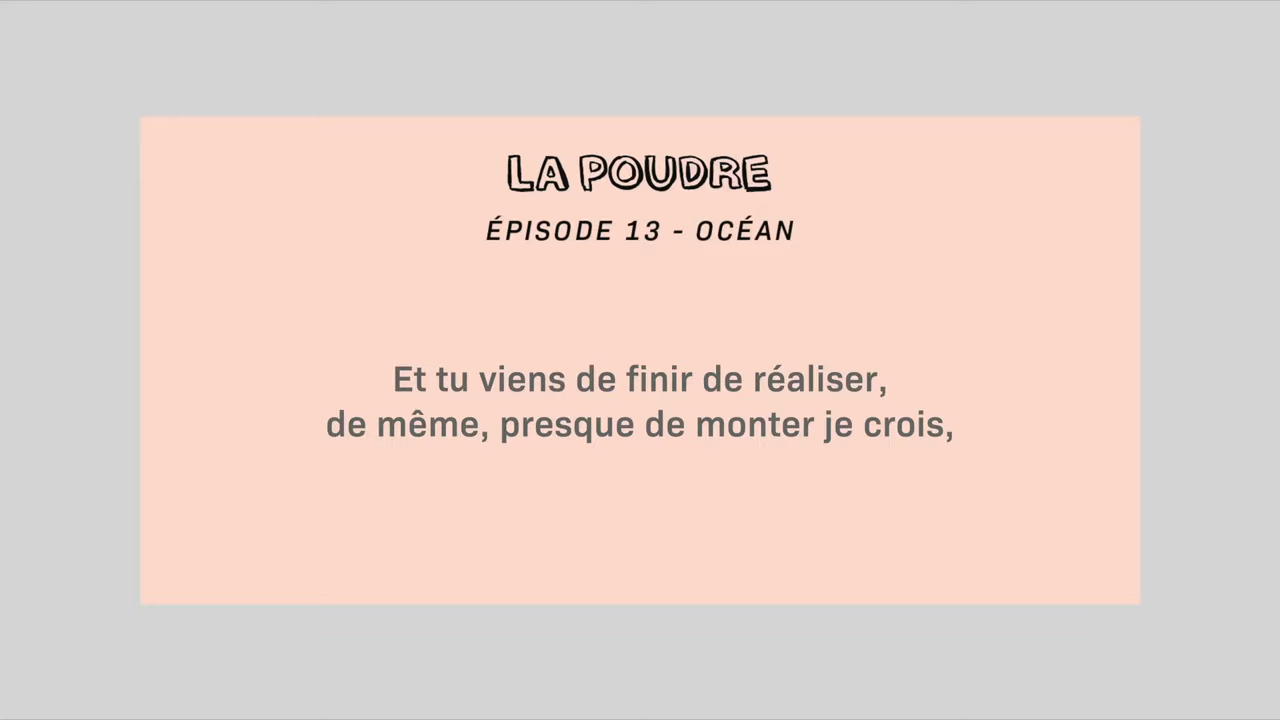 LA POUDRE
ÉPISODE 13 - OCÉAN
Et tu viens de finir de réaliser,
de même, presque de monter je crois,